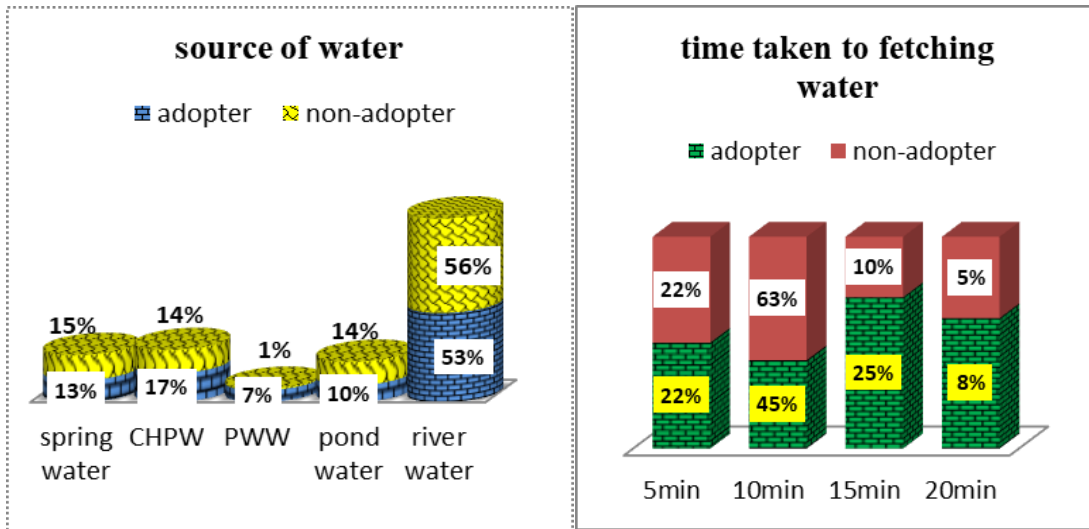 source of water
adopter non-adopter
56%
15% 14% 1% 14%
13% 17% 7% 10% 53%
spring CHPW PWW pond river
water water water
time taken to fetching
water
adopter non-adopter
22% 63% 10% 5%
22% 45% 25% 8%
5min 10min 15min 20min